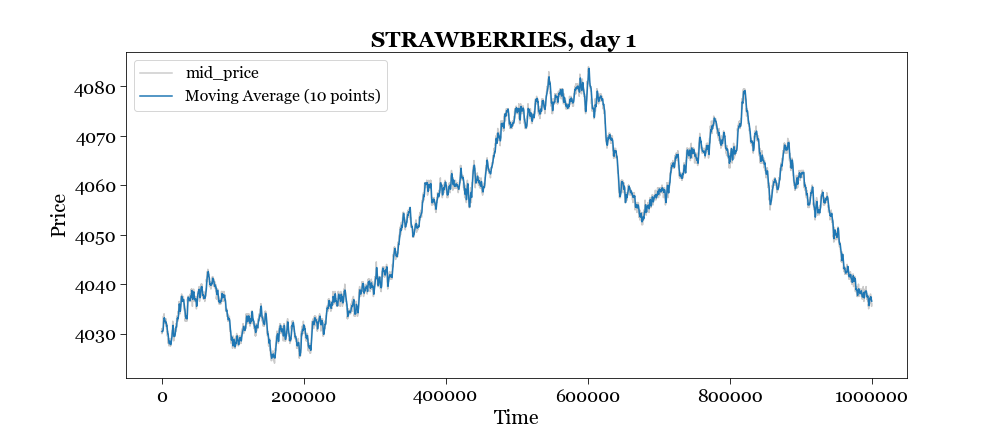 STRAWBERRIES, day 1
mid_price
Moving Average (10 points)
4080
4070
4060
4050
4040
4030
Price
0 200000 400000 600000 800000 1000000
Time